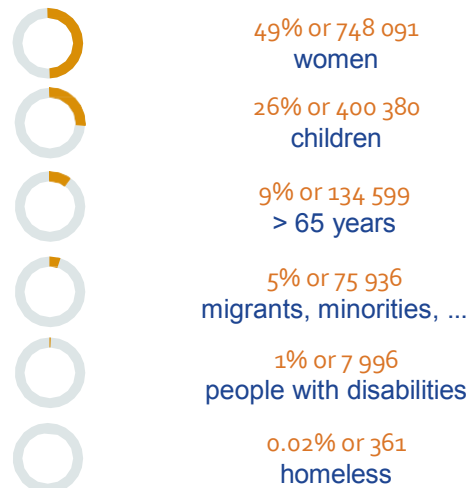 49% or 748 091
women
26% or 400 380
children
9% or 134 599
> 65 years
5% or 75 936
migrants, minorities, ...
1% or 7 996
people with disabilities
0.02% or 361
homeless